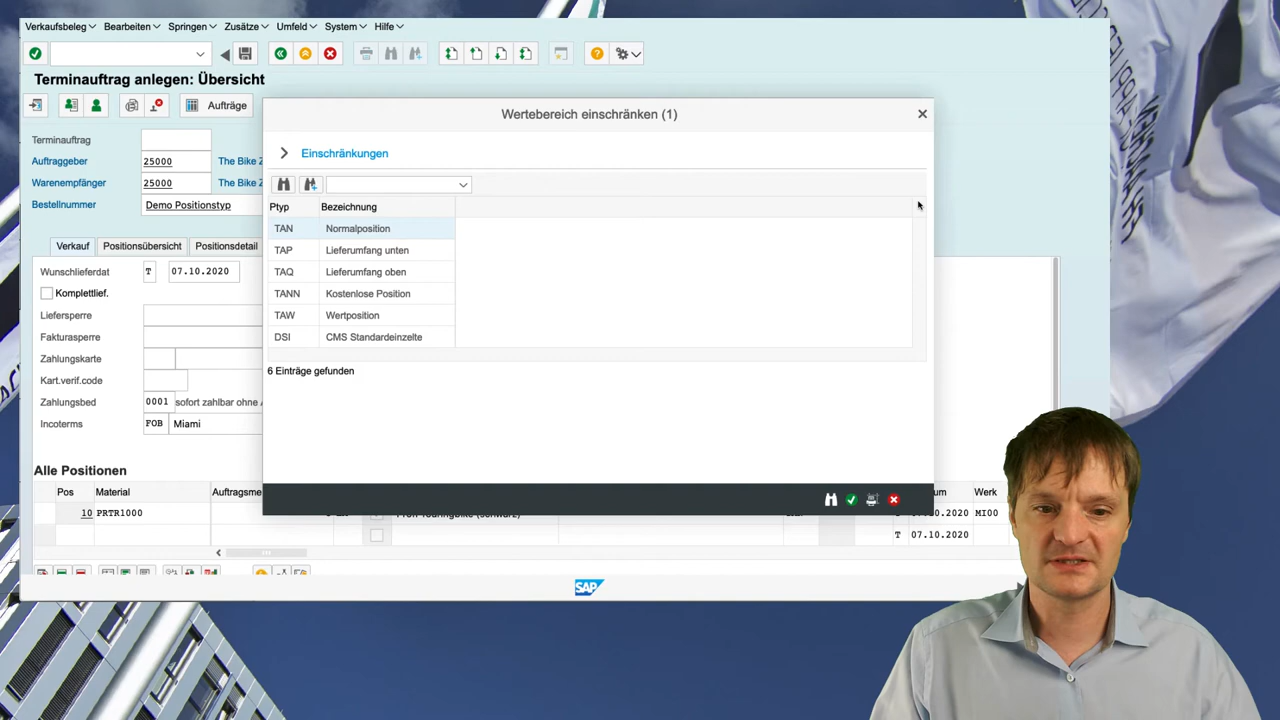 Verkaufsbeleg Bearbeiten Springen Zusätze Umfeld System Hilfe
Terminauftrag anlegen: Übersicht
Aufträge
Wertebereich einschränken (1)
Terminauftrag
Einschränkungen
Auftraggeber 25000 The Bike
Warenempfänger 25000 The Bike
Bestellnummer Demo Positionstyp
Ptyp Bezeichnung
TAN Normalposition
Verkauf Positionsübersicht Positionsdetail
TAP Lieferumfang unten
Wunschlieferdat T 07.10.2020
TAQ Lieferumfang oben
Komplettlief.
TANN Kostenlose Position
Liefersperre
TAW Wertposition
Fakturasperre
DSI CMS Standardeinzelte
Zahlungskarte
6 Einträge gefunden
Kart.verif.code
Zahlungsbed 0001 sofort zahlbar ohne
Incoterms FOB Miami
Alle Positionen
Pos Material Auftragsme um Werk
10 PRTR1000 07.10.2020 MI00
T 07.10.2020
SAP